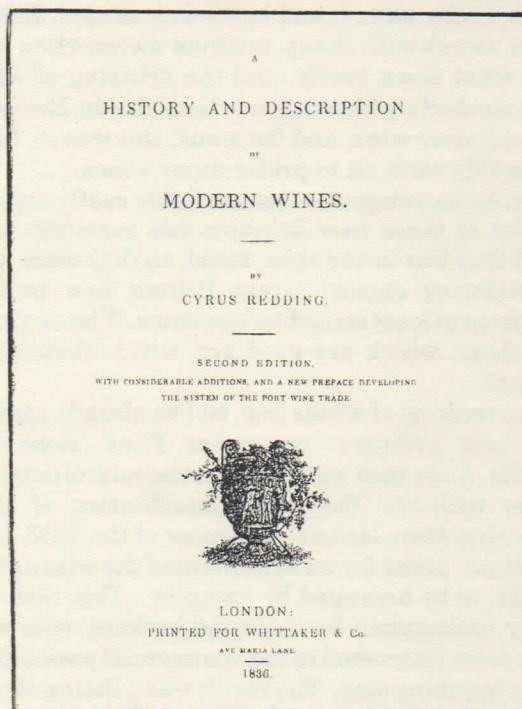 A
HISTORY AND DESCRIPTION
OF
MODERN WINES.
BY
CYRUS REDDING.
SECOND EDITION,
WITH CONSIDERABLE ADDITIONS, AND A NEW PREFACE DEVELOPING
THE SYSTEM OF THE PORT WINE TRADE.
LONDON:
PRINTED FOR WHITTAKER & Co.
AVE MARIA LANE.
1836.